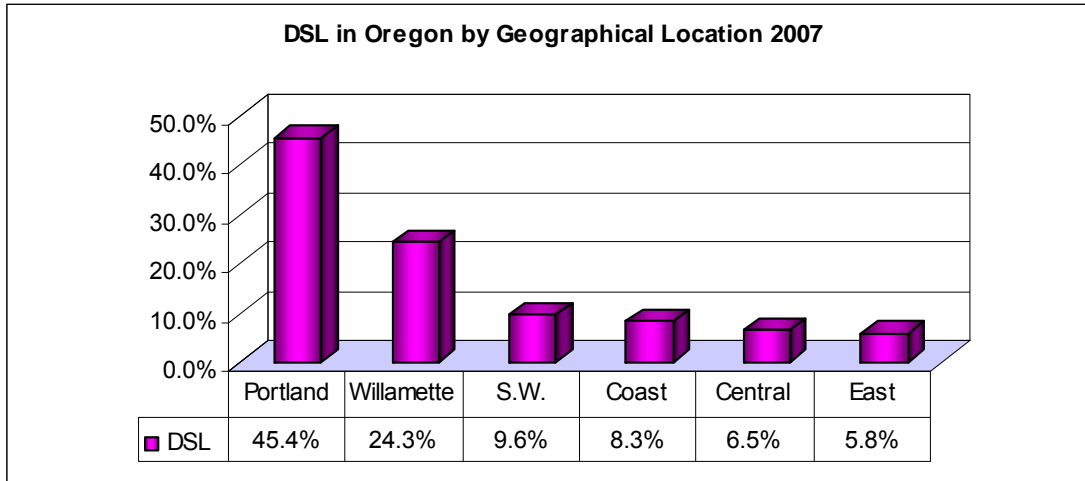 DSL in Oregon by Geographical Location 2007
50.0%
40.0%
30.0%
20.0%
10.0%
0.0%
Portland Willamette S.W. Coast Central East
DSL 45.4% 24.3% 9.6% 8.3% 6.5% 5.8%